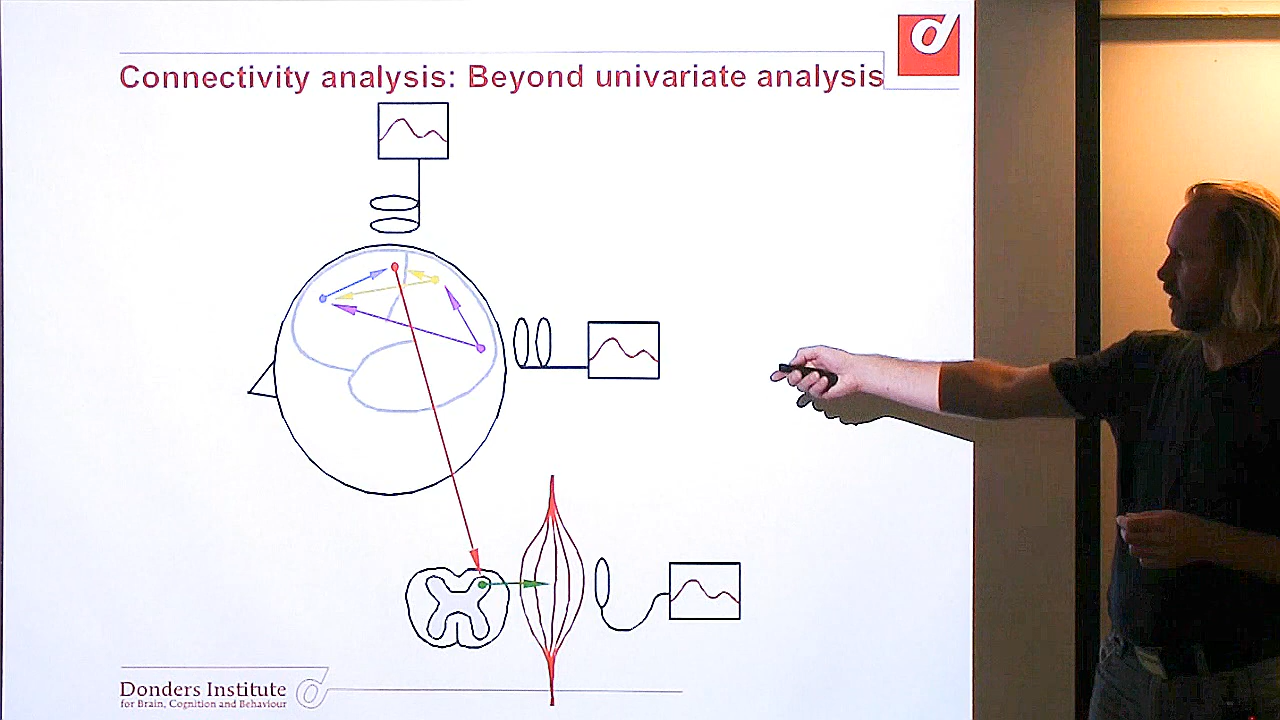 Connectivity analysis: Beyond univariate analysis
Donders Institute
for Brain, Cognition and Behaviour